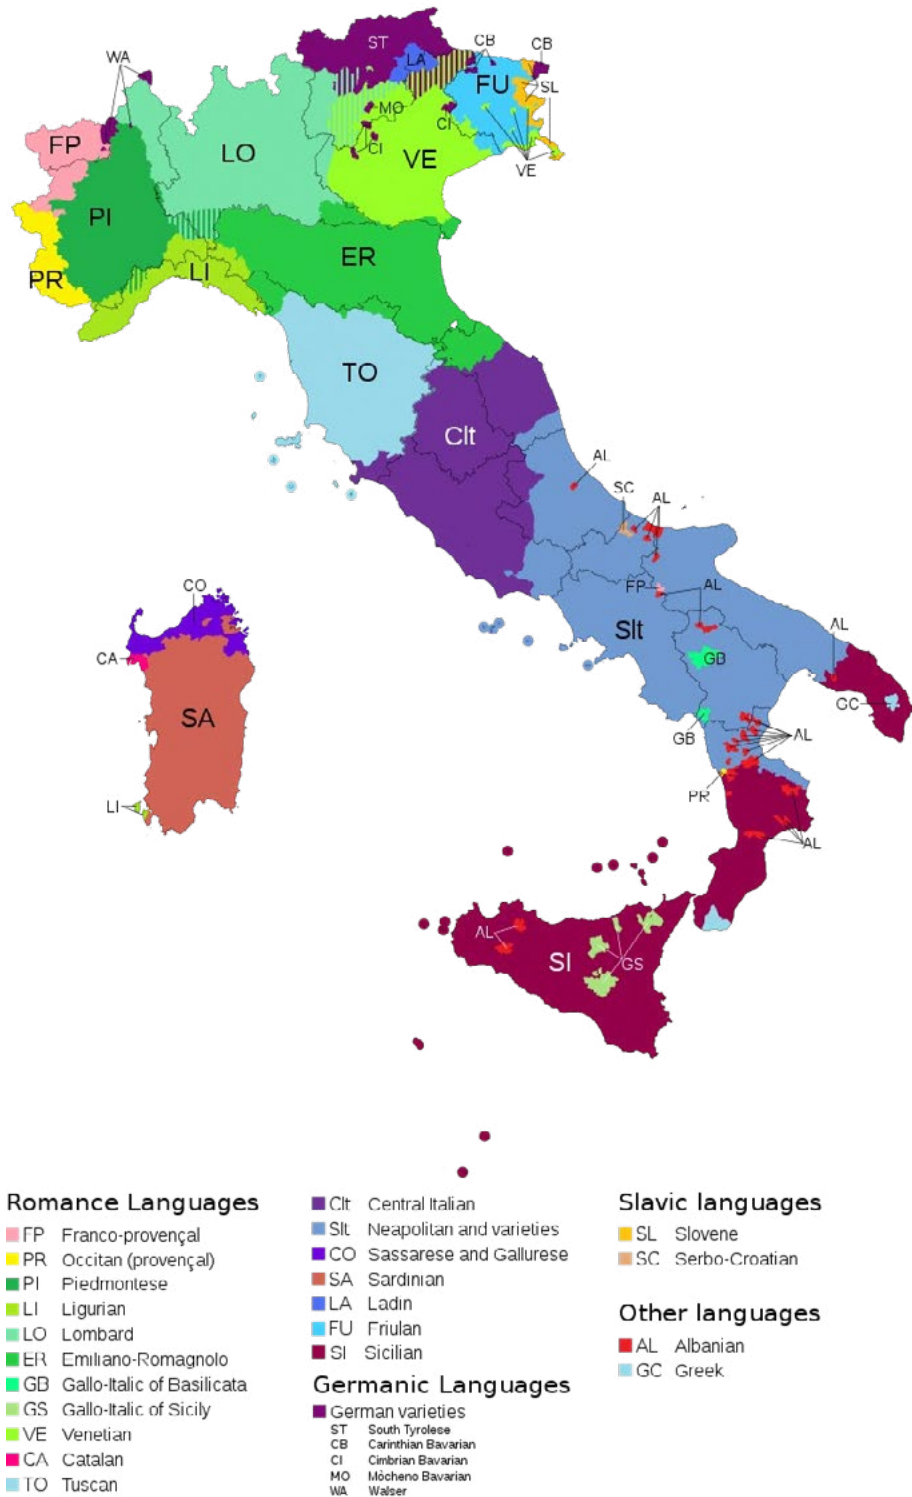 ST
CB
CB
WA
LA
FU
SL
MO
CI
FP
LO
CI
VE
VE
PI
ER
PR
LI
TO
Clt
AL
SC
AL
CO
FP
AL
Slt
AL
CA
GB
SA
GC
GB
AL
PR
LI
AL
AL
SI
GS
Romance Languages
FP Franco-provençal
PR Occitan (provençal)
PI Piedmontese
LI Ligurian
LO Lombard
ER Emiliano-Romagnolo
GB Gallo-Italic of Basilicata
GS Gallo-Italic of Sicily
VE Venetian
CA Catalan
TO Tuscan
Clt Central Italian
Slt Neapolitan and varieties
CO Sassarese and Gallurese
SA Sardinian
LA Ladin
FU Friulan
SI Sicilian
Germanic Languages
German varieties
ST South Tyrolese
CB Carinthian Bavarian
CI Cimbrian Bavarian
MO Mòcheno Bavarian
WA Walser
Slavic languages
SL Slovene
SC Serbo-Croatian
Other languages
AL Albanian
GC Greek